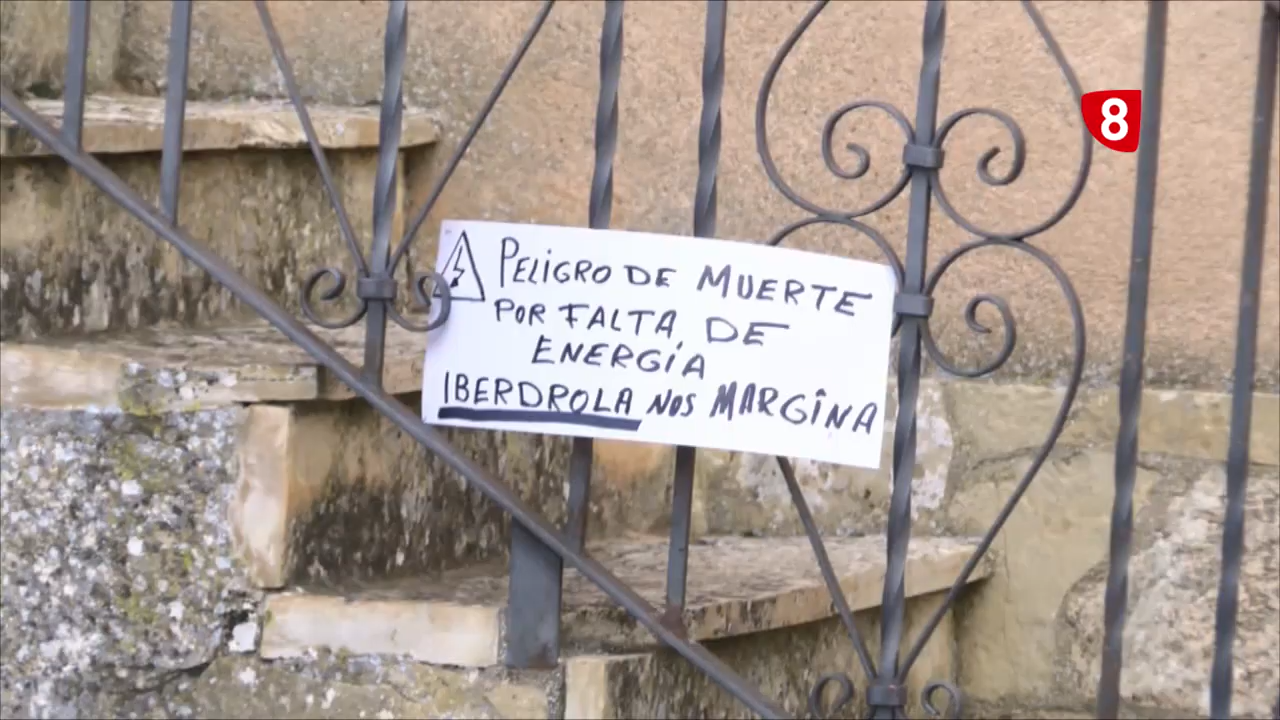 8
PELIGRO DE MUERTE
POR FALTA DE
ENERGÍA
IBERDROLA NOS MARGINA